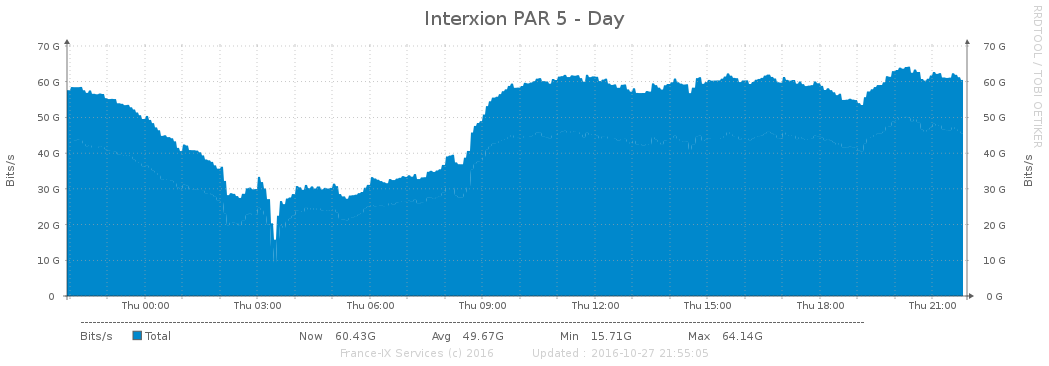 Interxion PAR 5 - Day
RRDTOOL / TOBI OETIKER
70 G 70 G
60 G 60 G
50 G 50 G
40 G 40 G
30 G 30 G
20 G 20 G
10 G 10 G
0 0 G
Bits/s
Bits/s
Thu 00:00 Thu 03:00 Thu 06:00 Thu 09:00 Thu 12:00 Thu 15:00 Thu 18:00 Thu 21:00
Bits/s Total Now 60.43G Avg 49.67G Min 15.71G Max 64.14G
France-IX Services (c) 2016 Updated : 2016-10-27 21:55:05